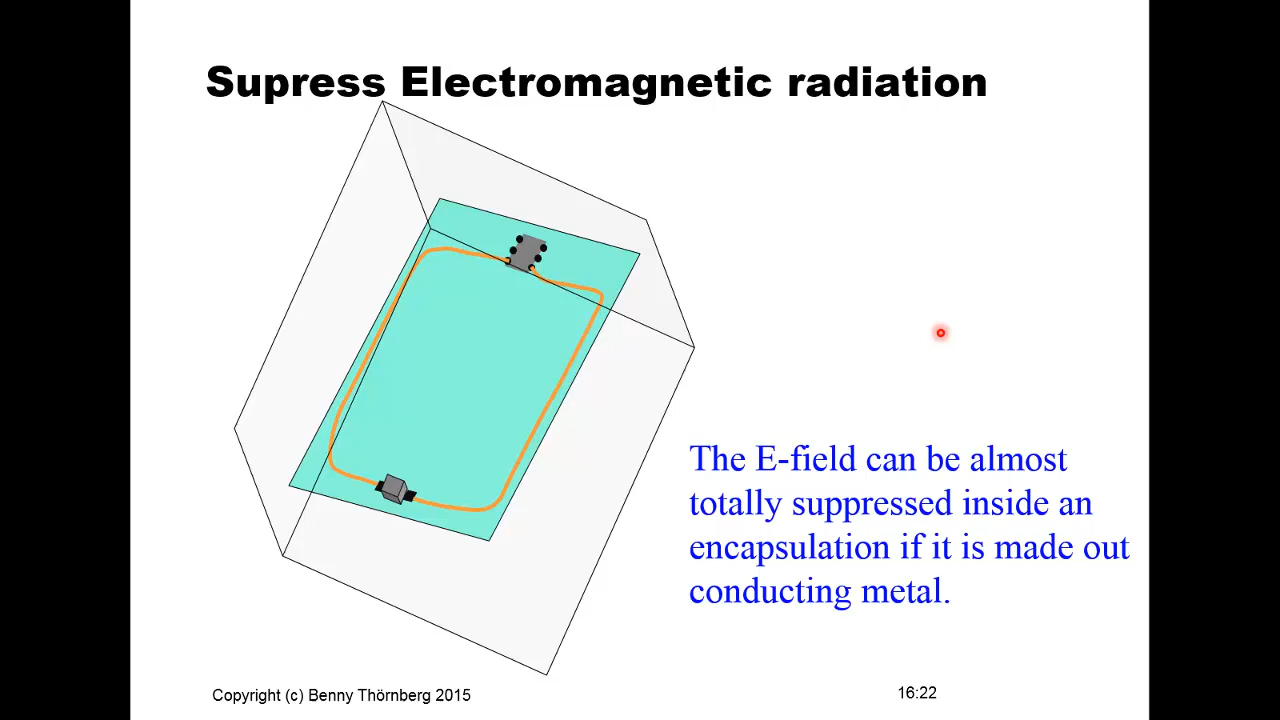 Supress Electromagnetic radiation
The E-field can be almost
totally suppressed inside an
encapsulation if it is made out
conducting metal.
Copyright (c) Benny Thörnberg 2015
16:22